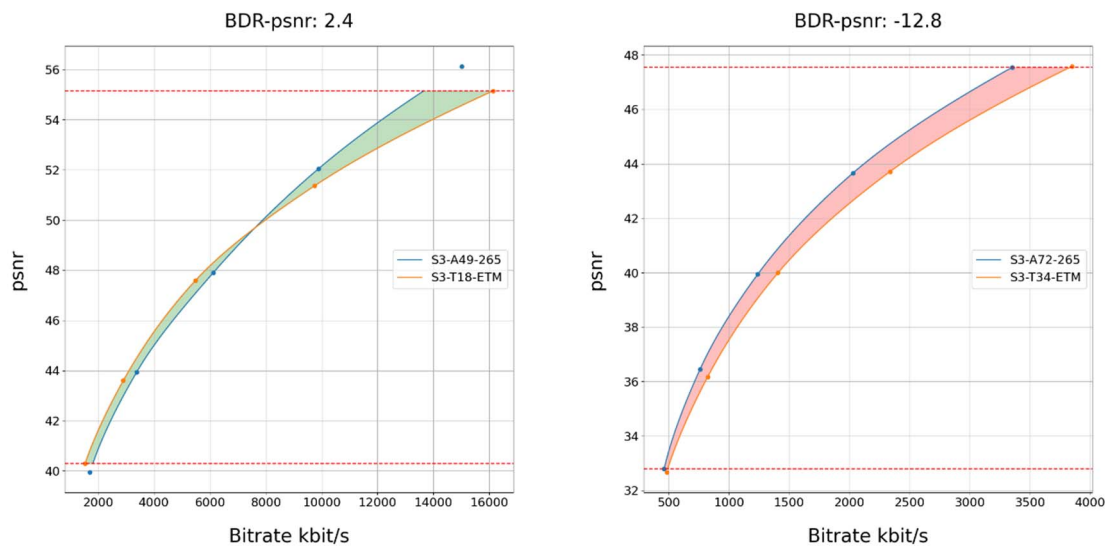 BDR-psnr: 2.4
psnr
56
54
52
50
48
46
44
42
40
S3-A49-265
S3-T18-ETM
2000 4000 6000 8000 10000 12000 14000 16000
Bitrate kbit/s
BDR-psnr: -12.8
psnr
48
46
44
42
40
38
36
34
32
S3-A72-265
S3-T34-ETM
500 1000 1500 2000 2500 3000 3500 4000
Bitrate kbit/s